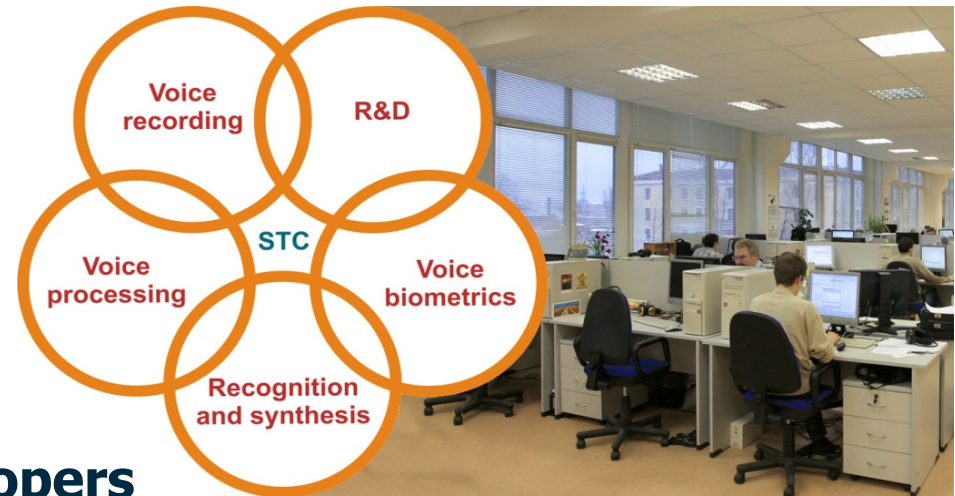 Voice
recording
R&D
STC
Voice
processing
Voice
biometrics
Recognition
and synthesis